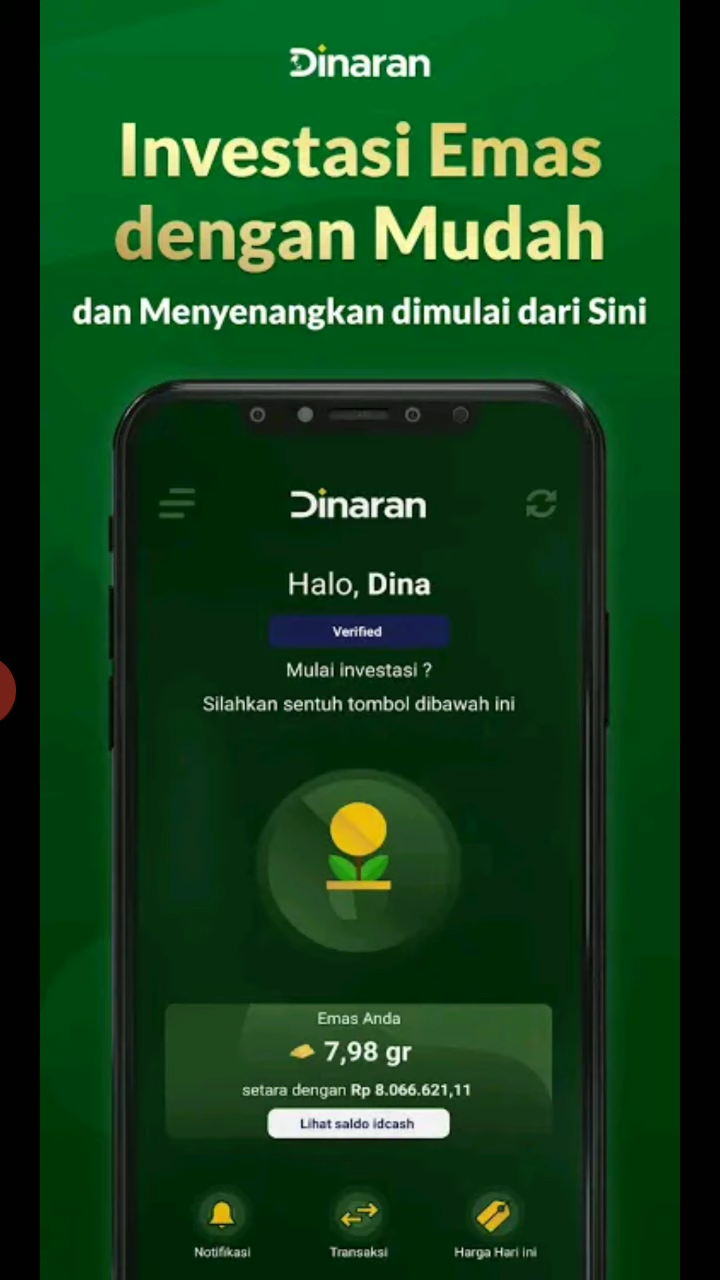 Dinaran
Investasi Emas
dengan Mudah
dan Menyenangkan dimulai dari Sini
Dinaran
Halo, Dina
Verified
Mulai investasi ?
Silahkan sentuh tombol dibawah ini
Emas Anda
7,98 gr
setara dengan Rp 8.066.621,11
Lihat saldo idcash
Notifikasi Transaksi Harga Hari ini